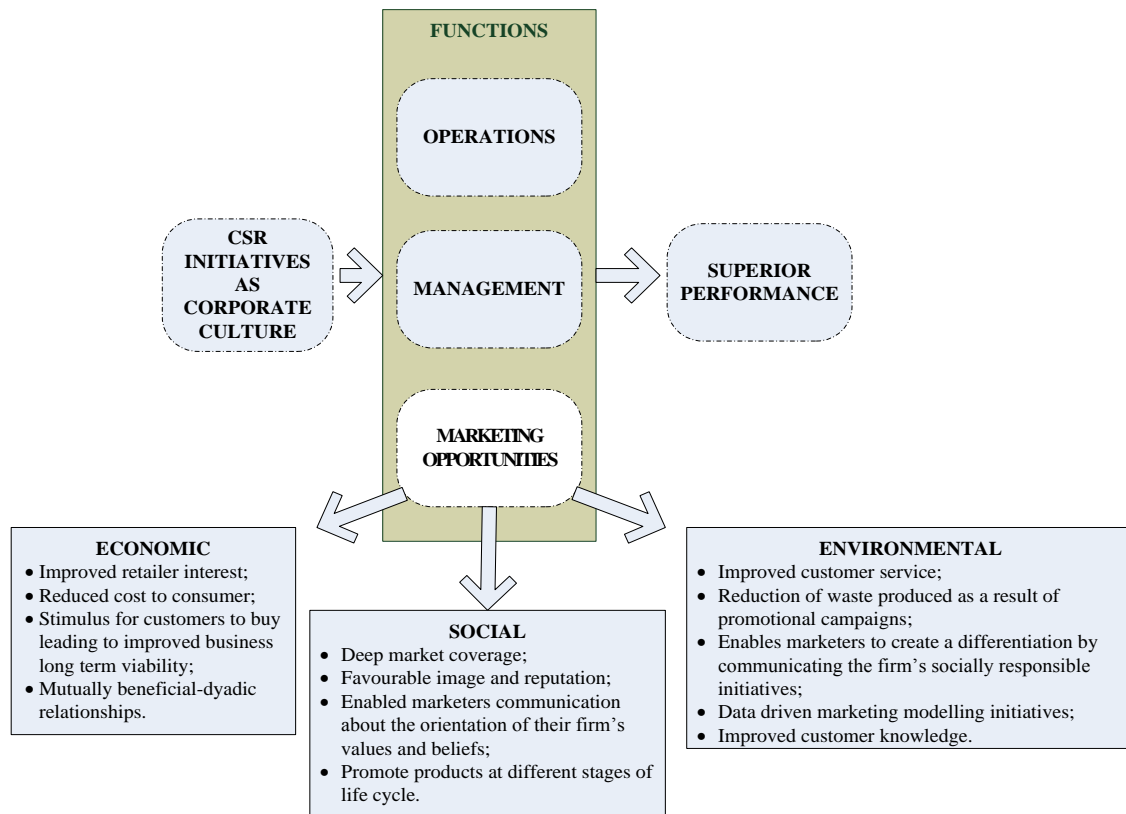 FUNCTIONS
OPERATIONS
CSR
INITIATIVES
AS
CORPORATE
CULTURE
MANAGEMENT
SUPERIOR
PERFORMANCE
MARKETING
OPPORTUNITIES
ECONOMIC
• Improved retailer interest;
• Reduced cost to consumer;
• Stimulus for customers to buy
leading to improved business
long term viability;
• Mutually beneficial-dyadic
relationships.
SOCIAL
• Deep market coverage;
• Favourable image and reputation;
• Enabled marketers communication
about the orientation of their firm’s
values and beliefs;
• Promote products at different stages of
life cycle.
ENVIRONMENTAL
• Improved customer service;
• Reduction of waste produced as a result of
promotional campaigns;
• Enables marketers to create a differentiation by
communicating the firm’s socially responsible
initiatives;
• Data driven marketing modelling initiatives;
• Improved customer knowledge.